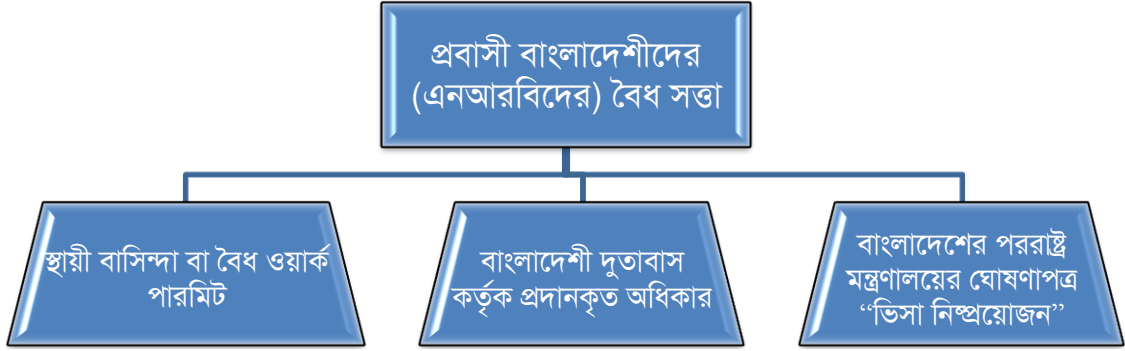 প্রবাসী বাংলাদেশীদের
(এনআরবিদের) বৈধ সত্তা
স্থায়ী বাসিন্দা বা বৈধ ওয়ার্ক
পারমিট
বাংলাদেশী দুতাবাস
কর্তৃক প্রদানকৃত অধিকার
বাংলাদেশের পররাষ্ট্র
মন্ত্রণালয়ের ঘোষণাপত্র
“ভিসা নিষ্প্রয়োজন”